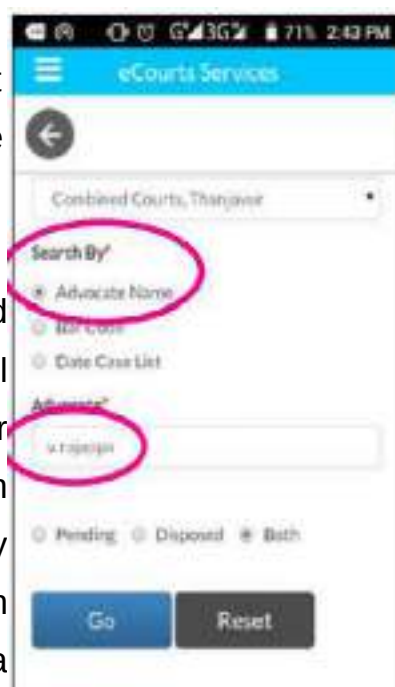 G 3G 71% 2:43 PM
eCourts Services
Combined Courts, Thanjavur
Search By*
Advocate Name
Bar Code
Date Case List
Advocate*
Pending Disposed Both
Go Reset